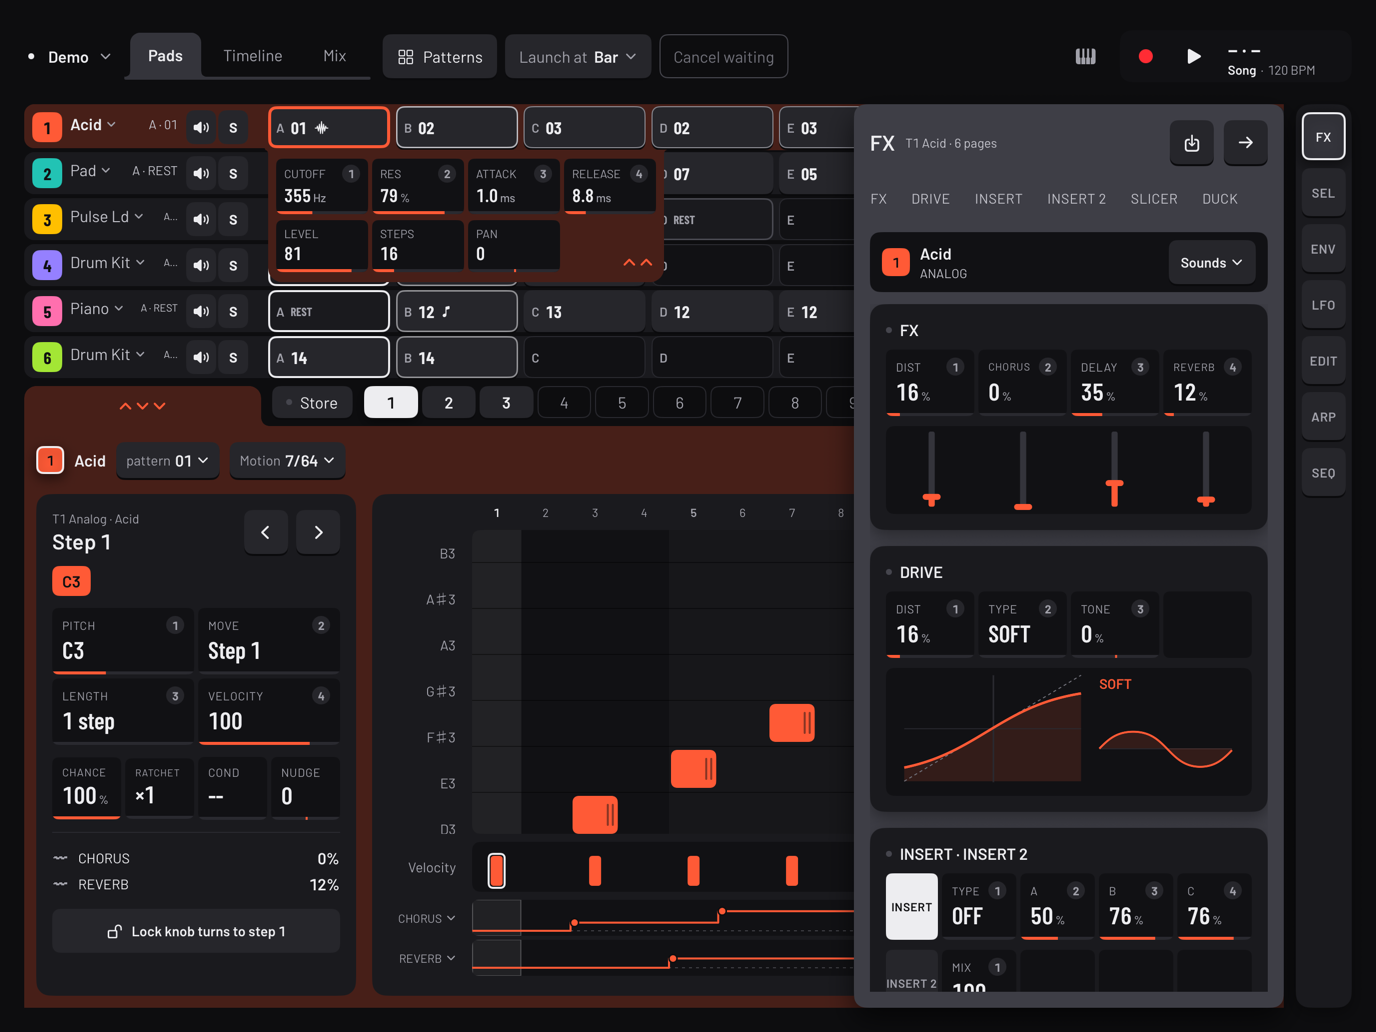 Demo
Pads
Timeline
Mix
Patterns
Launch at Bar
Cancel waiting
Song · 120 BPM
1 Acid A · 01 S
A 01
B 02
C 03
D 02
E 03
2 Pad A · REST S
07
E 05
3 Pulse Ld A... S
REST
E
4 Drum Kit A... S
E
CUTOFF 1
355 Hz
RES 2
79 %
ATTACK 3
1.0 ms
RELEASE 4
8.8 ms
LEVEL
81
STEPS
16
PAN
0
5 Piano A · REST S
A REST
B 12
C 13
D 12
E 12
6 Drum Kit A... S
A 14
B 14
C
D
E
Store
1 2 3 4 5 6 7 8
1 Acid
pattern 01
Motion 7/64
T1 Analog · Acid
Step 1
C3
PITCH 1
C3
MOVE 2
Step 1
LENGTH 3
1 step
VELOCITY 4
100
CHANCE
100 %
RATCHET
×1
COND
--
NUDGE
0
CHORUS 0%
REVERB 12%
Lock knob turns to step 1
1 2 3 4 5 6 7 8
B3
A♯3
A3
G♯3
F♯3
E3
D3
Velocity
CHORUS
REVERB
FX T1 Acid · 6 pages
FX DRIVE INSERT INSERT 2 SLICER DUCK
1 Acid
ANALOG
Sounds
FX
DIST 1
16 %
CHORUS 2
0 %
DELAY 3
35 %
REVERB 4
12 %
DRIVE
DIST 1
16 %
TYPE 2
SOFT
TONE 3
0 %
SOFT
INSERT · INSERT 2
INSERT
TYPE 1
OFF
A 2
50 %
B 3
76 %
C 4
76 %
INSERT 2
MIX 1
100
FX
SEL
ENV
LFO
EDIT
ARP
SEQ